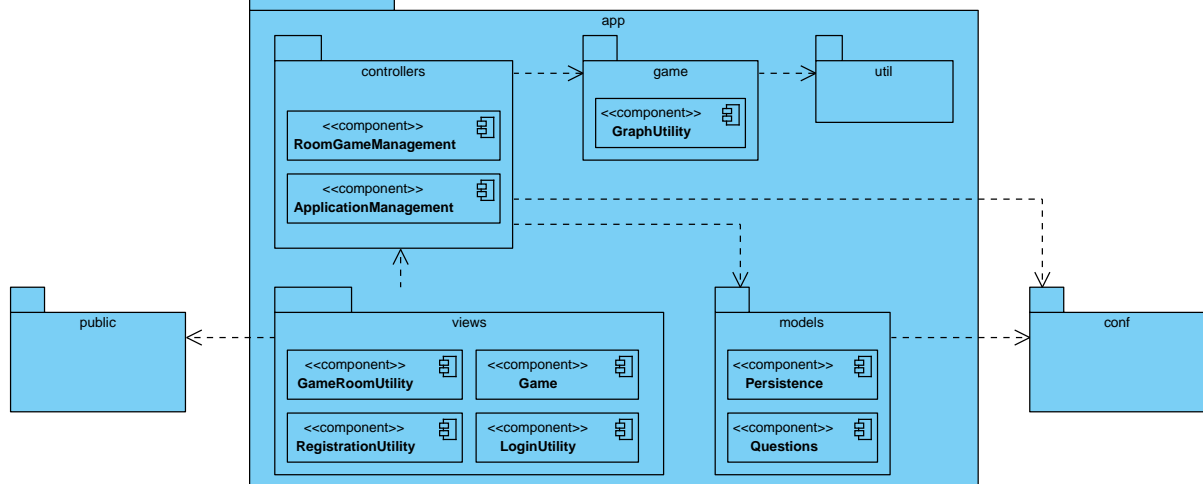 app
controllers
<<component>>
RoomGameManagement
<<component>>
ApplicationManagement
game
<<component>>
GraphUtility
util
public
views
<<component>>
GameRoomUtility
<<component>>
Game
<<component>>
RegistrationUtility
<<component>>
LoginUtility
models
<<component>>
Persistence
<<component>>
Questions
conf